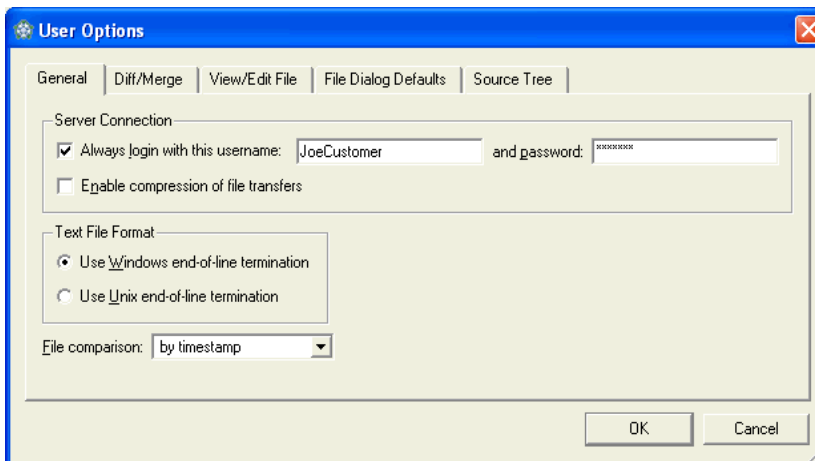 User Options
General Diff/Merge View/Edit File File Dialog Defaults Source Tree
Server Connection
Always login with this username: JoeCustomer and password: *******
Enable compression of file transfers
Text File Format
Use Windows end-of-line termination
Use Unix end-of-line termination
File comparison: by timestamp
OK Cancel